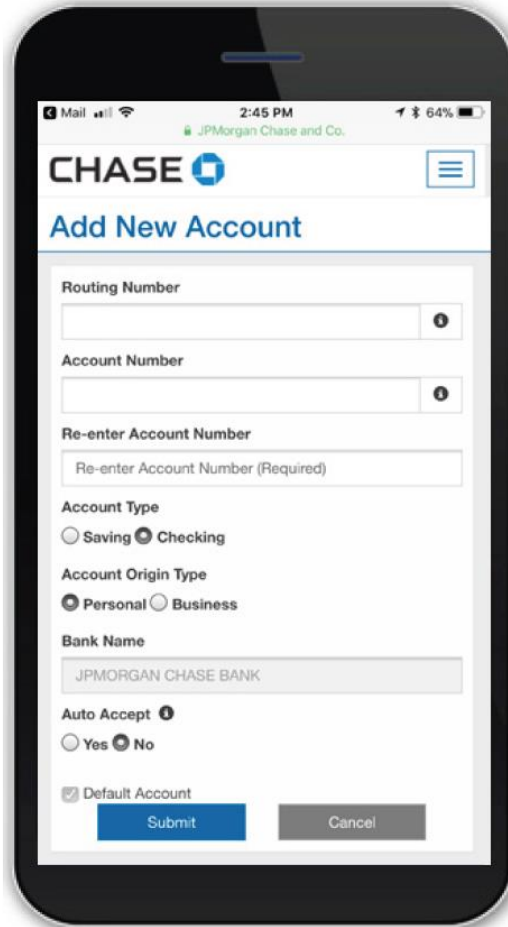 Mail 2:45 PM 64%
JPMorgan Chase and Co.
CHASE
Add New Account
Routing Number
Account Number
Re-enter Account Number
Re-enter Account Number (Required)
Account Type
Saving Checking
Account Origin Type
Personal Business
Bank Name
JPMORGAN CHASE BANK
Auto Accept
Yes No
Default Account
Submit Cancel